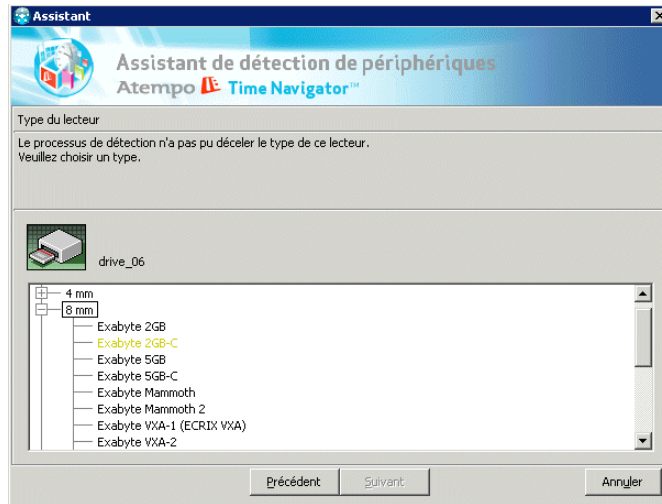 Assistant
Assistant de détection de périphériques
Atempo Time Navigator™
Type du lecteur
Le processus de détection n'a pas pu déceler le type de ce lecteur.
Veuillez choisir un type.
drive_06
4 mm
8 mm
Exabyte 2GB
Exabyte 2GB-C
Exabyte 5GB
Exabyte 5GB-C
Exabyte Mammoth
Exabyte Mammoth 2
Exabyte VXA-1 (ECRIX VXA)
Exabyte VXA-2
Précédent Suivant Annuler